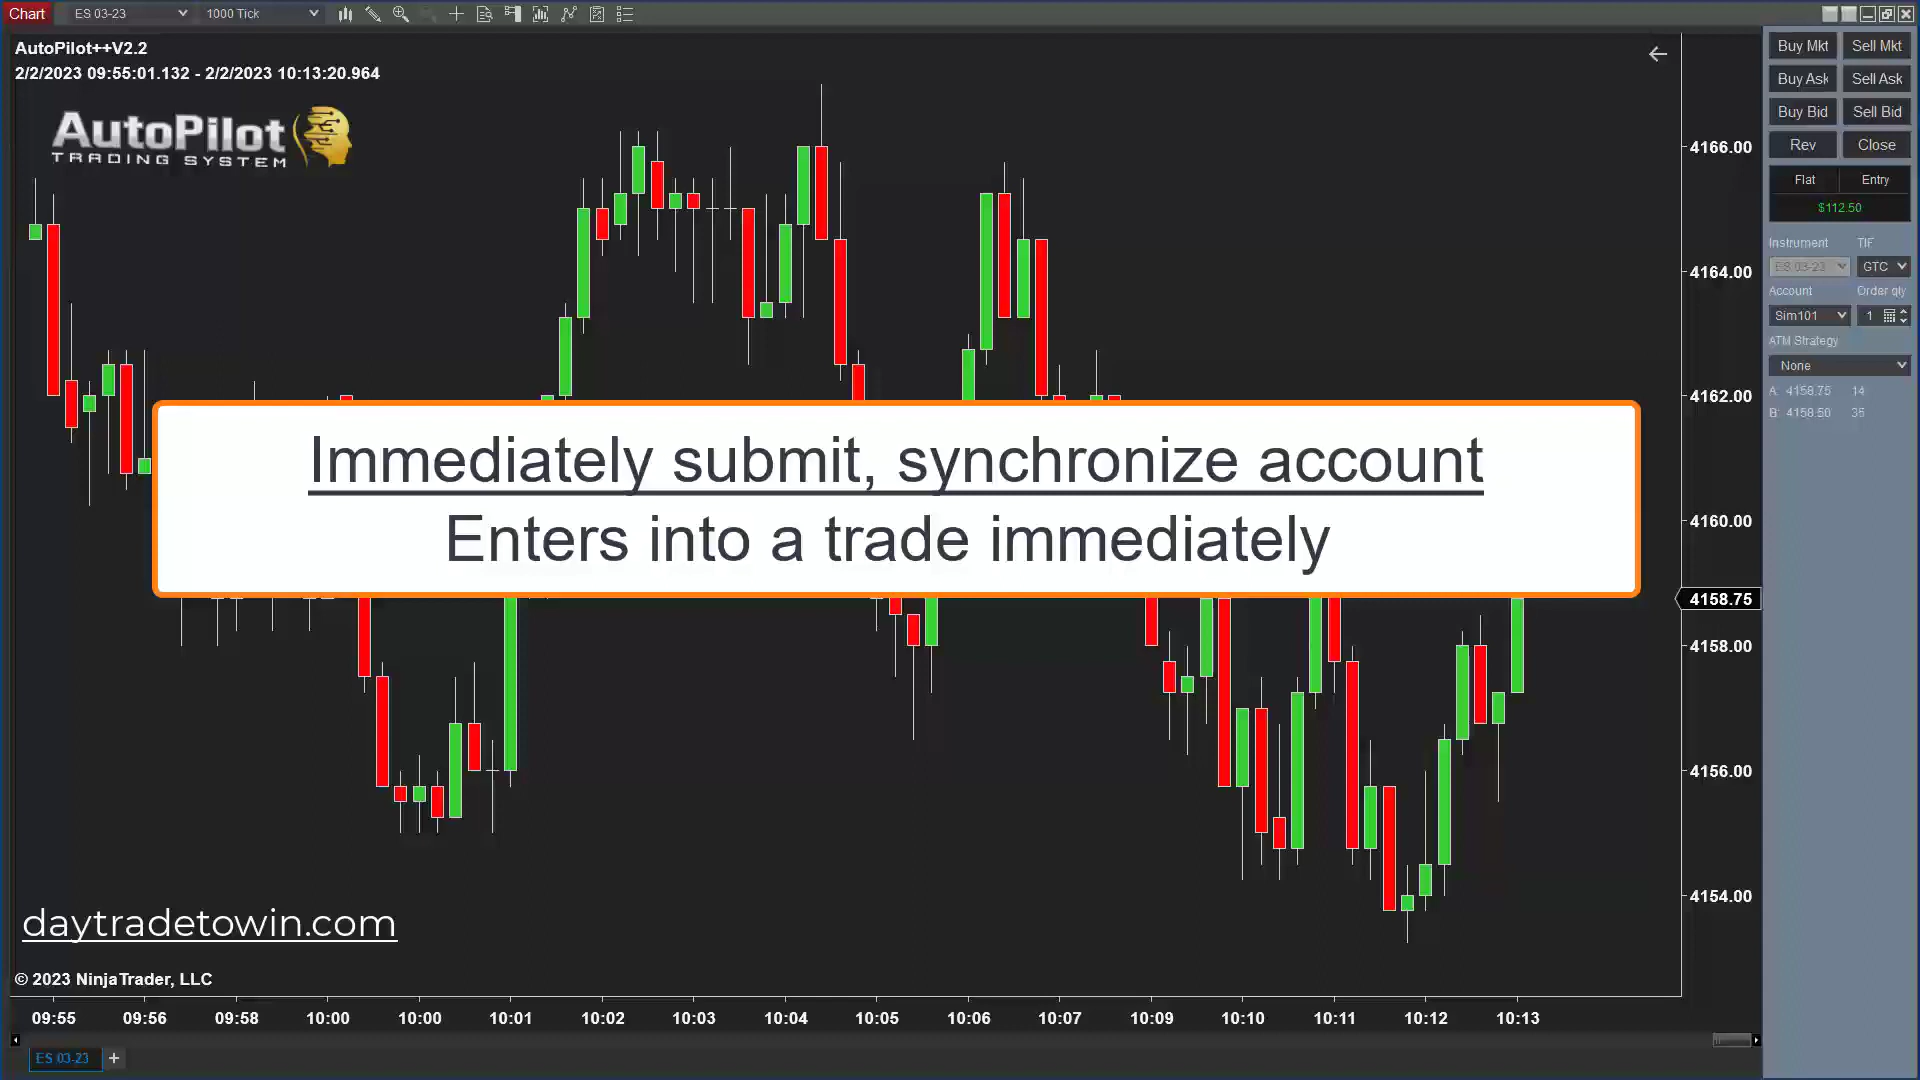 Chart
ES 03-23
1000 Tick
AutoPilot++V2.2
2/2/2023 09:55:01.132 - 2/2/2023 10:13:20.964
AutoPilot
TRADING SYSTEM
Immediately submit, synchronize account
Enters into a trade immediately
daytradetowin.com
© 2023 NinjaTrader, LLC
4166.00
4164.00
4162.00
4160.00
4158.75
4158.00
4156.00
4154.00
09:55 09:56 09:58 10:00 10:00 10:01 10:02 10:03 10:04 10:05 10:06 10:07 10:09 10:10 10:11 10:12 10:13
ES 03-23 +
Buy Mkt Sell Mkt
Buy Ask Sell Ask
Buy Bid Sell Bid
Rev Close
Flat Entry
$112.50
Instrument TIF
ES 03-23 GTC
Account Order qty
Sim101 1
ATM Strategy
None
A: 4158.75 14
B: 4158.50 35